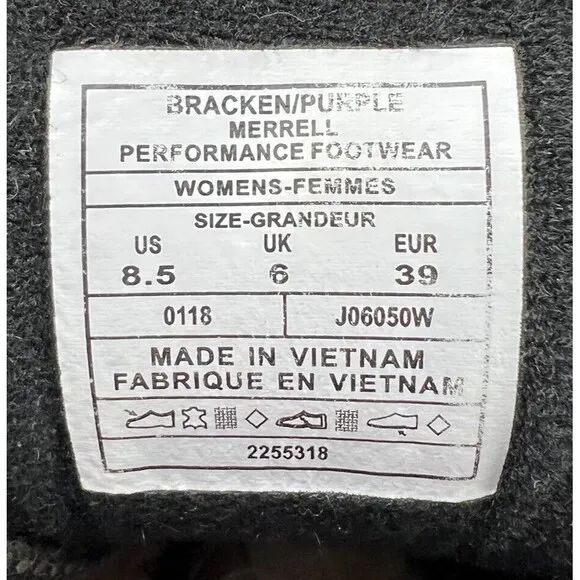 BRACKEN/PURPLE
MERRELL
PERFORMANCE FOOTWEAR
WOMENS-FEMMES
SIZE-GRANDEUR
US UK EUR
8.5 6 39
0118 J06050W
MADE IN VIETNAM
FABRIQUE EN VIETNAM
2255318